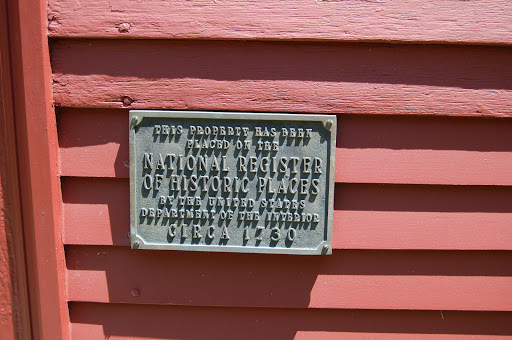 THIS PROPERTY HAS BEEN
PLACED ON THE
NATIONAL REGISTER
OF HISTORIC PLACES
BY THE UNITED STATES
DEPARTMENT OF THE INTERIOR
CIRCA 1730